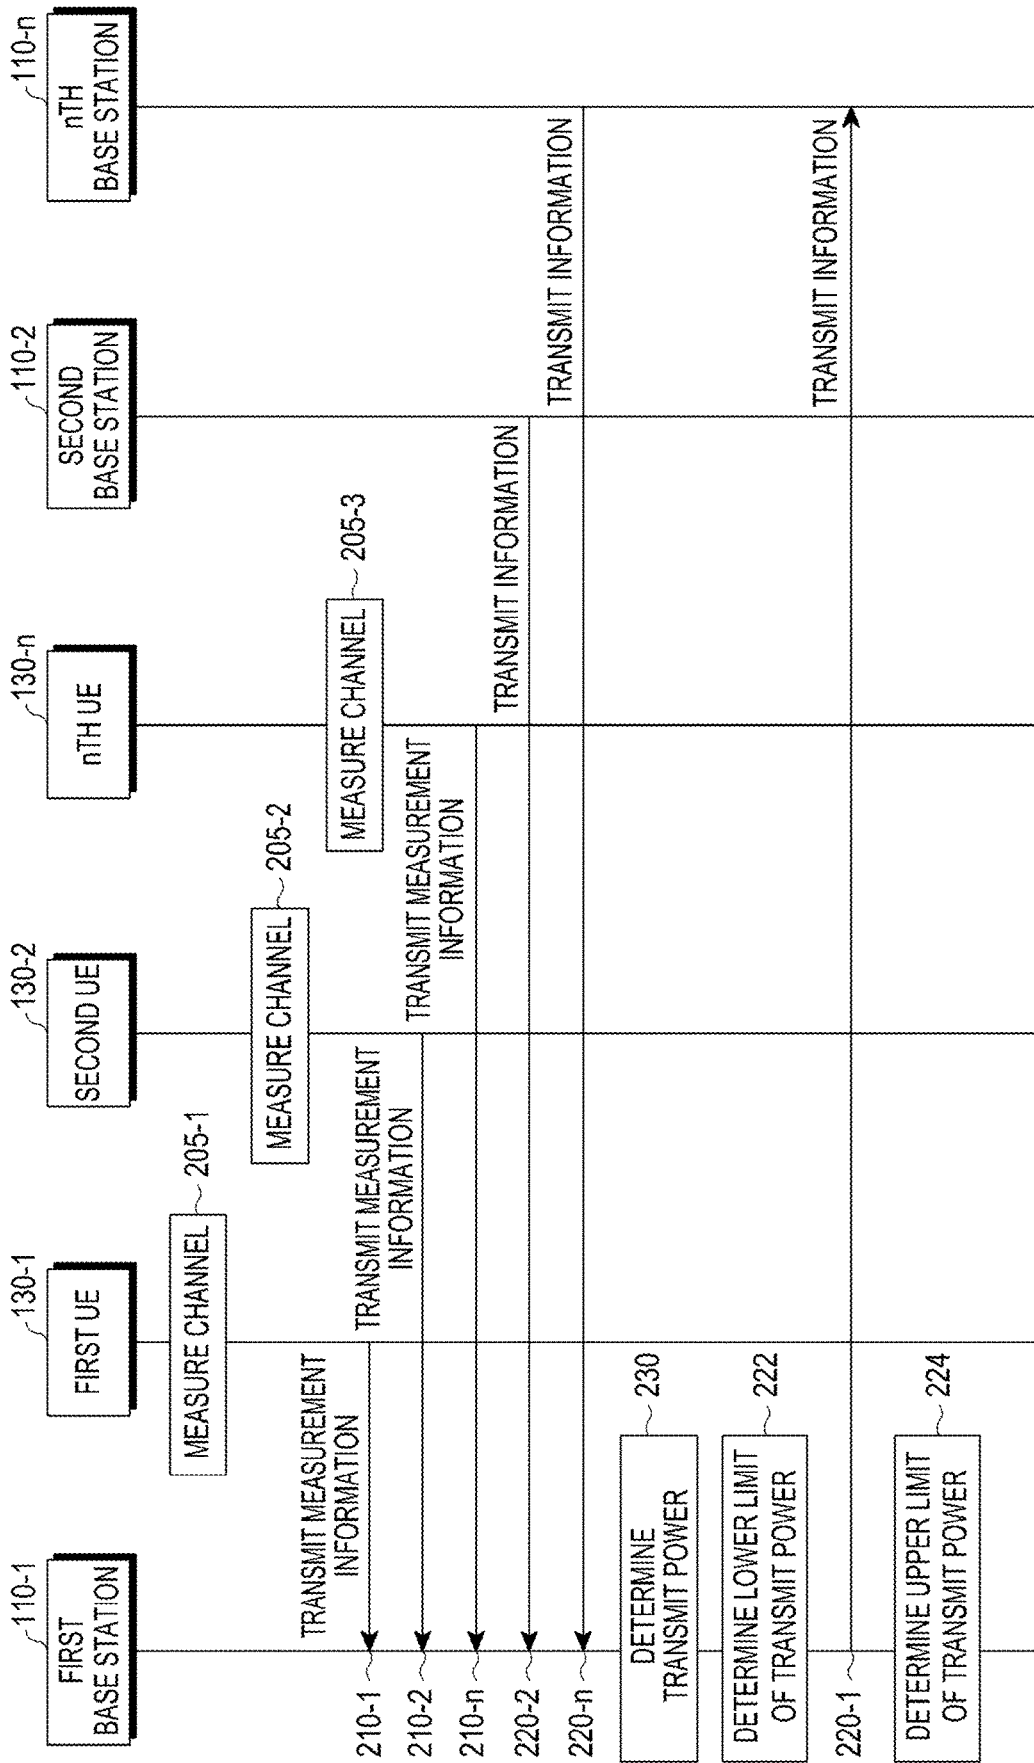 110-1
FIRST
BASE STATION
130-1
FIRST UE
130-2
SECOND UE
130-n
nTH UE
110-2
SECOND
BASE STATION
110-n
nTH
BASE STATION
MEASURE CHANNEL
205-1
MEASURE CHANNEL
205-2
MEASURE CHANNEL
205-3
210-1
TRANSMIT MEASUREMENT
INFORMATION
210-2
TRANSMIT MEASUREMENT
INFORMATION
210-n
TRANSMIT MEASUREMENT
INFORMATION
220-2
TRANSMIT INFORMATION
220-n
TRANSMIT INFORMATION
DETERMINE
TRANSMIT POWER
230
DETERMINE LOWER LIMIT
OF TRANSMIT POWER
222
220-1
TRANSMIT INFORMATION
DETERMINE UPPER LIMIT
OF TRANSMIT POWER
224